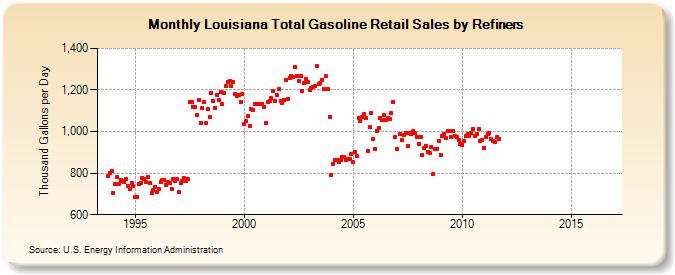 Monthly Louisiana Total Gasoline Retail Sales by Refiners
Thousand Gallons per Day
1,400
1,200
1,000
800
600
1995 2000 2005 2010 2015
Source: U.S. Energy Information Administration